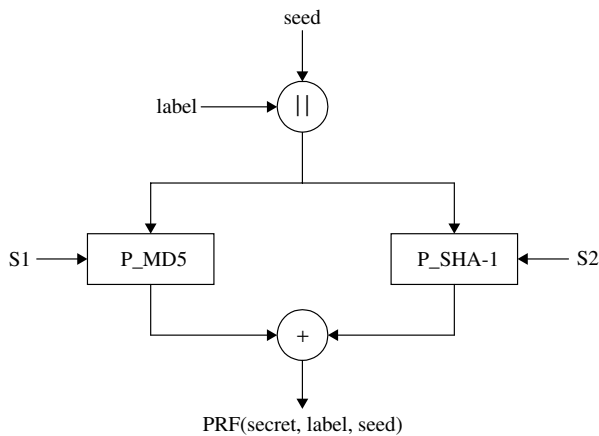 seed
label
||
S1
P_MD5
P_SHA-1
S2
+
PRF(secret, label, seed)